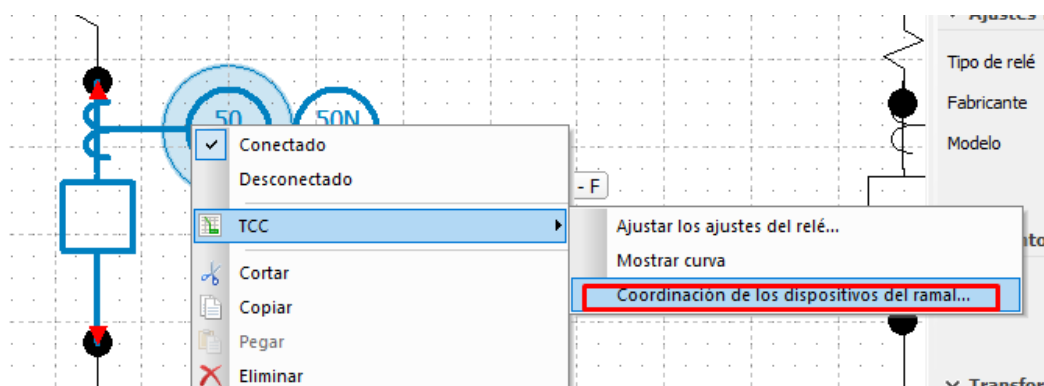 Ajustes
Tipo de relé
Fabricante
Modelo
50
50N
Conectado
Desconectado
- F
TCC
Ajustar los ajustes del relé...
Mostrar curva
Coordinación de los dispositivos del ramal...
Cortar
Copiar
Pegar
Eliminar